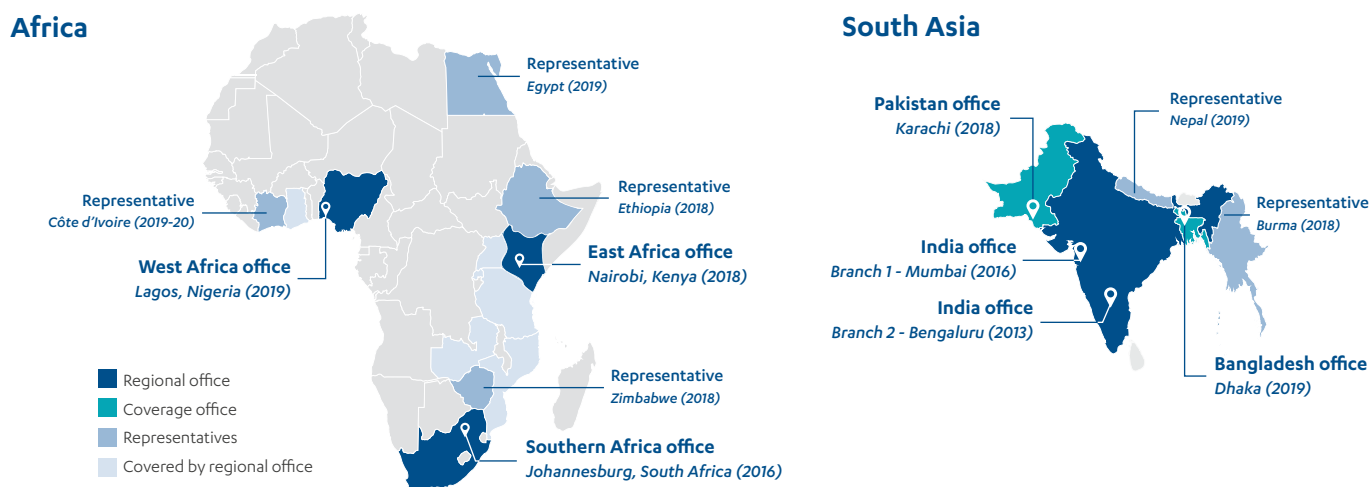 Africa
Representative
Egypt (2019)
Representative
Côte d'Ivoire (2019-20)
Representative
Ethiopia (2018)
West Africa office
Lagos, Nigeria (2019)
East Africa office
Nairobi, Kenya (2018)
Representative
Zimbabwe (2018)
Southern Africa office
Johannesburg, South Africa (2016)
Regional office
Coverage office
Representatives
Covered by regional office
South Asia
Pakistan office
Karachi (2018)
Representative
Nepal (2019)
Representative
Burma (2018)
India office
Branch 1 - Mumbai (2016)
India office
Branch 2 - Bengaluru (2013)
Bangladesh office
Dhaka (2019)